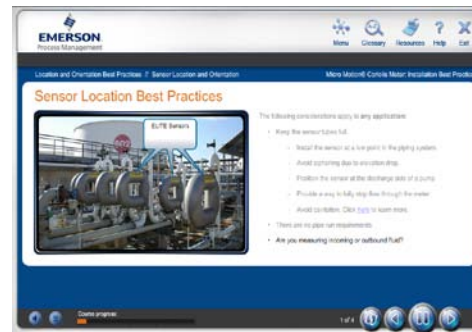 EMERSON
Process Management
Menu
Glossary
Resources
Help
Exit
Location and Orientation Best Practices // Sensor Location and Orientation
Micro Motion® Coriolis Meter: Installation Best Practic
Sensor Location Best Practices
ELITE Sensors
The following considerations apply to any application:
- Keep the sensor tubes full.
- Install the sensor at a low point in the piping system.
- Avoid siphoning due to elevation drop.
- Position the sensor at the discharge side of a pump.
- Provide a way to fully stop flow through the meter.
- Avoid cavitation. Click here to learn more.
- There are no pipe run requirements.
- Are you measuring incoming or outbound fluid?
Course progress:
1 of 4